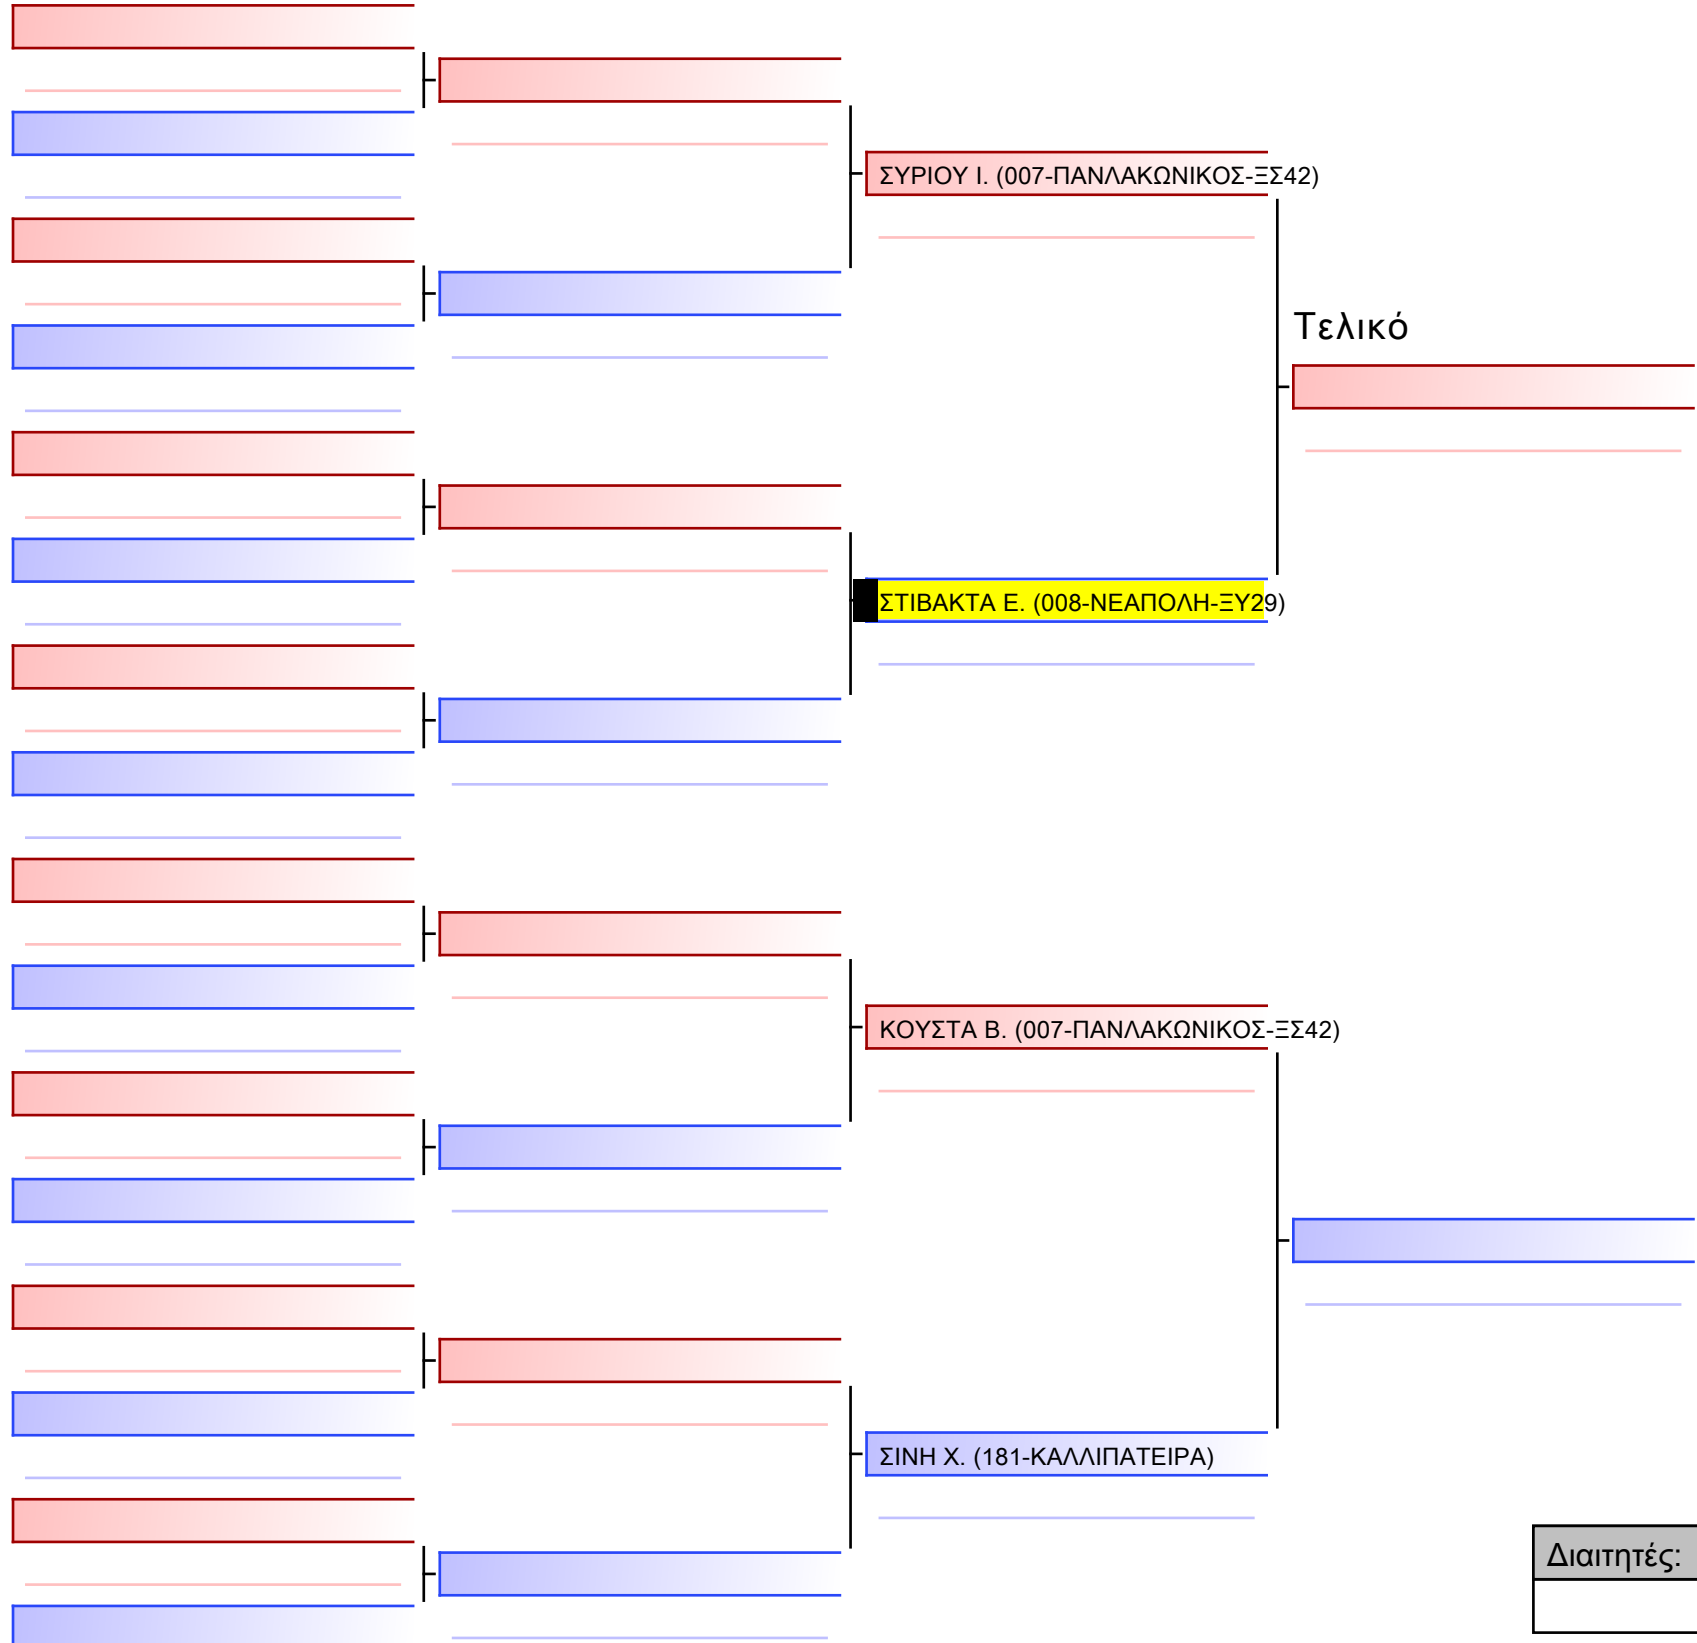 ΣΥΡΙΟΥ Ι. (007-ΠΑΝΛΑΚΩΝΙΚΟΣ-ΞΣ42)
Τελικό
ΣΤΙΒΑΚΤΑ Ε. (008-ΝΕΑΠΟΛΗ-ΞΥ29)
ΚΟΥΣΤΑ Β. (007-ΠΑΝΛΑΚΩΝΙΚΟΣ-ΞΣ42)
ΣΙΝΗ Χ. (181-ΚΑΛΛΙΠΑΤΕΙΡΑ)
Διαιτητές: